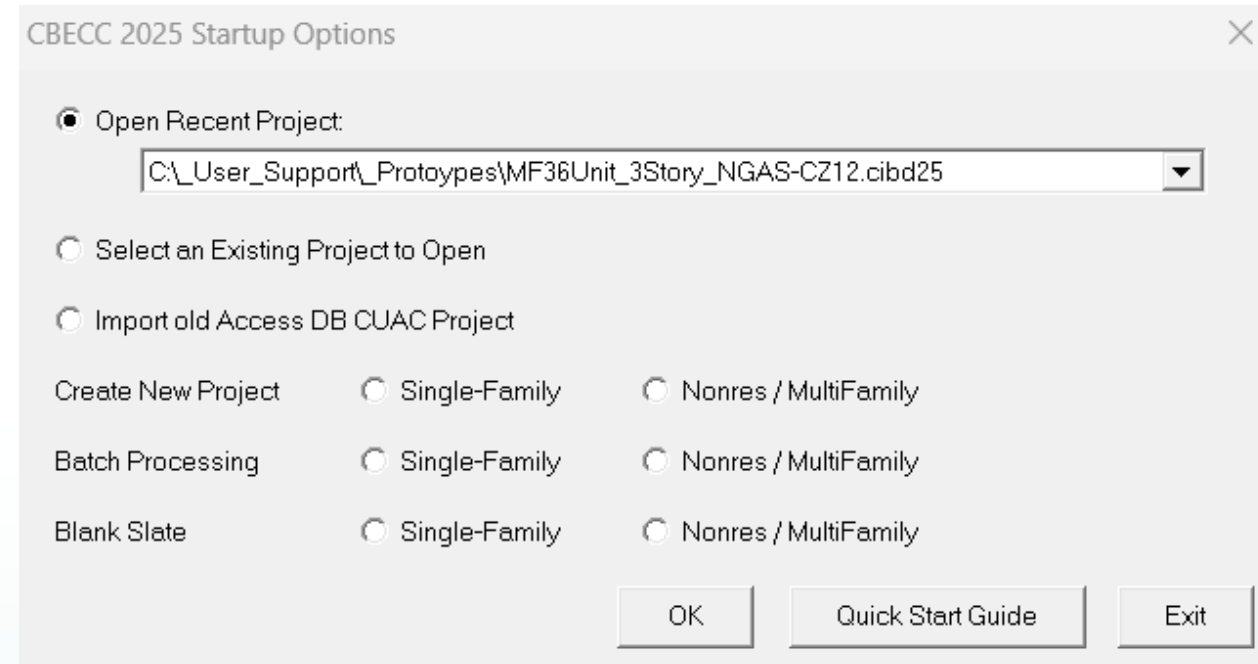 CBECC 2025 Startup Options
Open Recent Project:
C:\_User_Support\_Protoypes\MF36Unit_3Story_NGAS-CZ12.cibd25
Select an Existing Project to Open
Import old Access DB CUAC Project
Create New Project Single-Family Nonres / MultiFamily
Batch Processing Single-Family Nonres / MultiFamily
Blank Slate Single-Family Nonres / MultiFamily
OK Quick Start Guide Exit